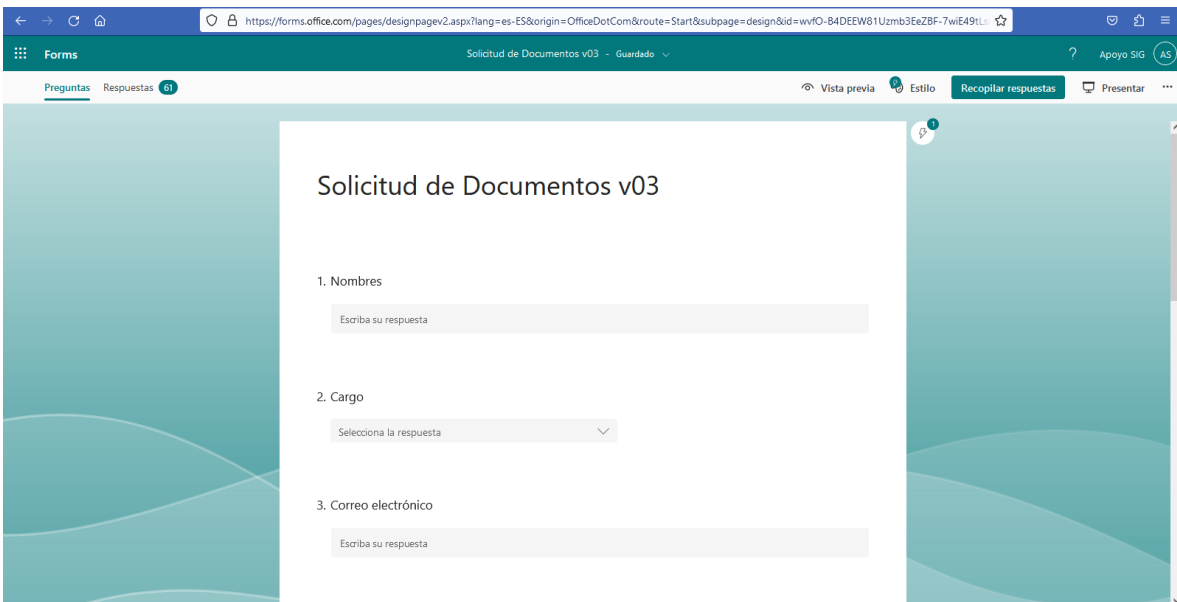 https://forms.office.com/pages/designpagev2.aspx?lang=es-ES&origin=OfficeDotCom&route=Start&subpage=design&id=wvfO-B4DEEW81Uzmb3EeZBF-7wiE49tLs
Forms
Solicitud de Documentos v03 - Guardado
? Apoyo SIG AS
Preguntas Respuestas 61
Vista previa Estilo Recopilar respuestas Presentar ...
1
Solicitud de Documentos v03
1. Nombres
Escriba su respuesta
2. Cargo
Selecciona la respuesta
3. Correo electrónico
Escriba su respuesta